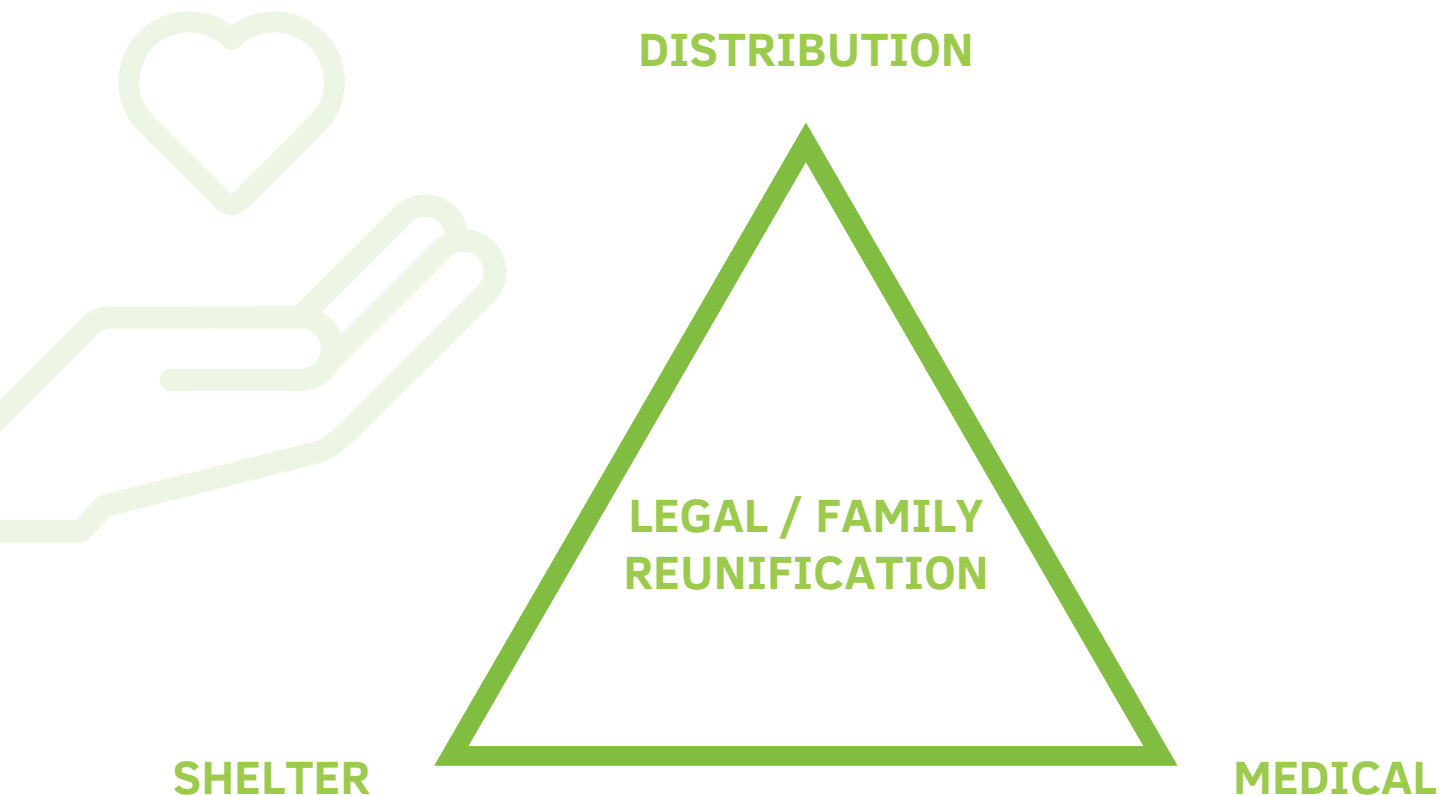 DISTRIBUTION
LEGAL / FAMILY
REUNIFICATION
SHELTER
MEDICAL